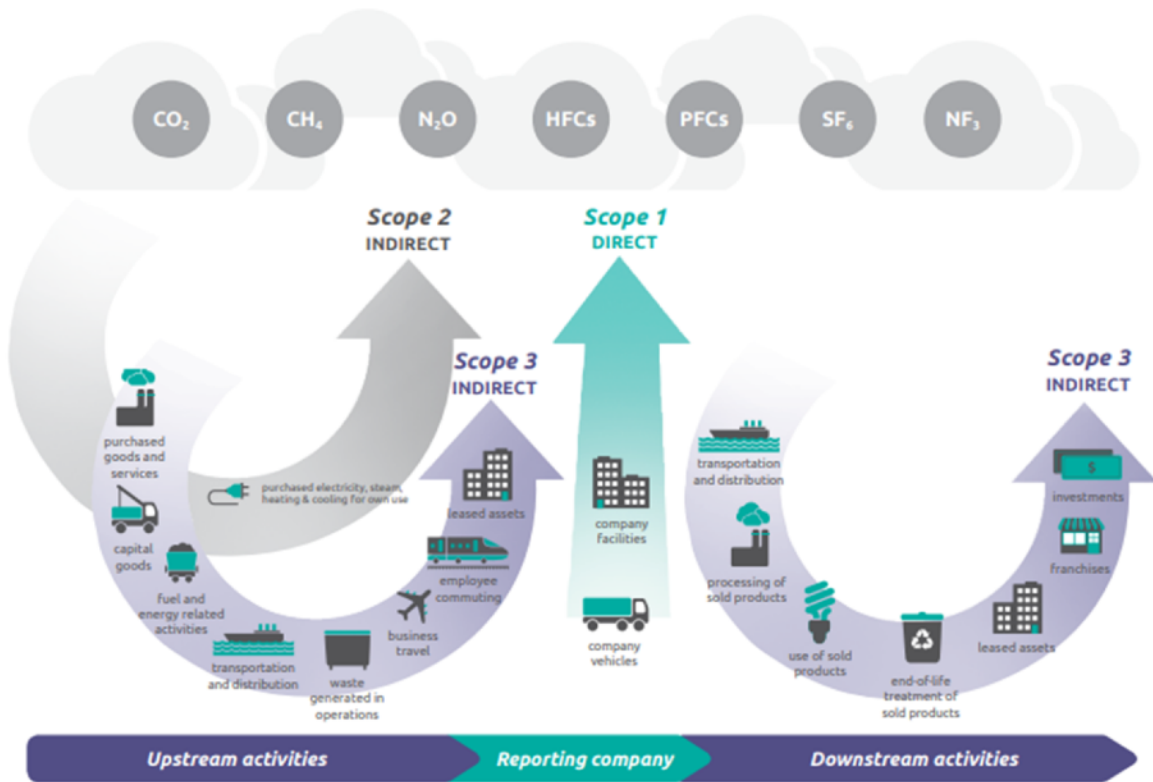 CO₂
CH₄
N₂O
HFCs
PFCs
SF₆
NF₃
Scope 2
INDIRECT
Scope 1
DIRECT
Scope 3
INDIRECT
Scope 3
INDIRECT
purchased
goods and
services
capital
goods
fuel and
energy related
activities
transportation
and distribution
waste
generated in
operations
business
travel
employee
commuting
leased assets
purchased electricity, steam,
heating & cooling for own use
company
facilities
company
vehicles
transportation
and distribution
processing of
sold products
use of sold
products
end-of-life
treatment of
sold products
leased assets
franchises
$
investments
Upstream activities
Reporting company
Downstream activities